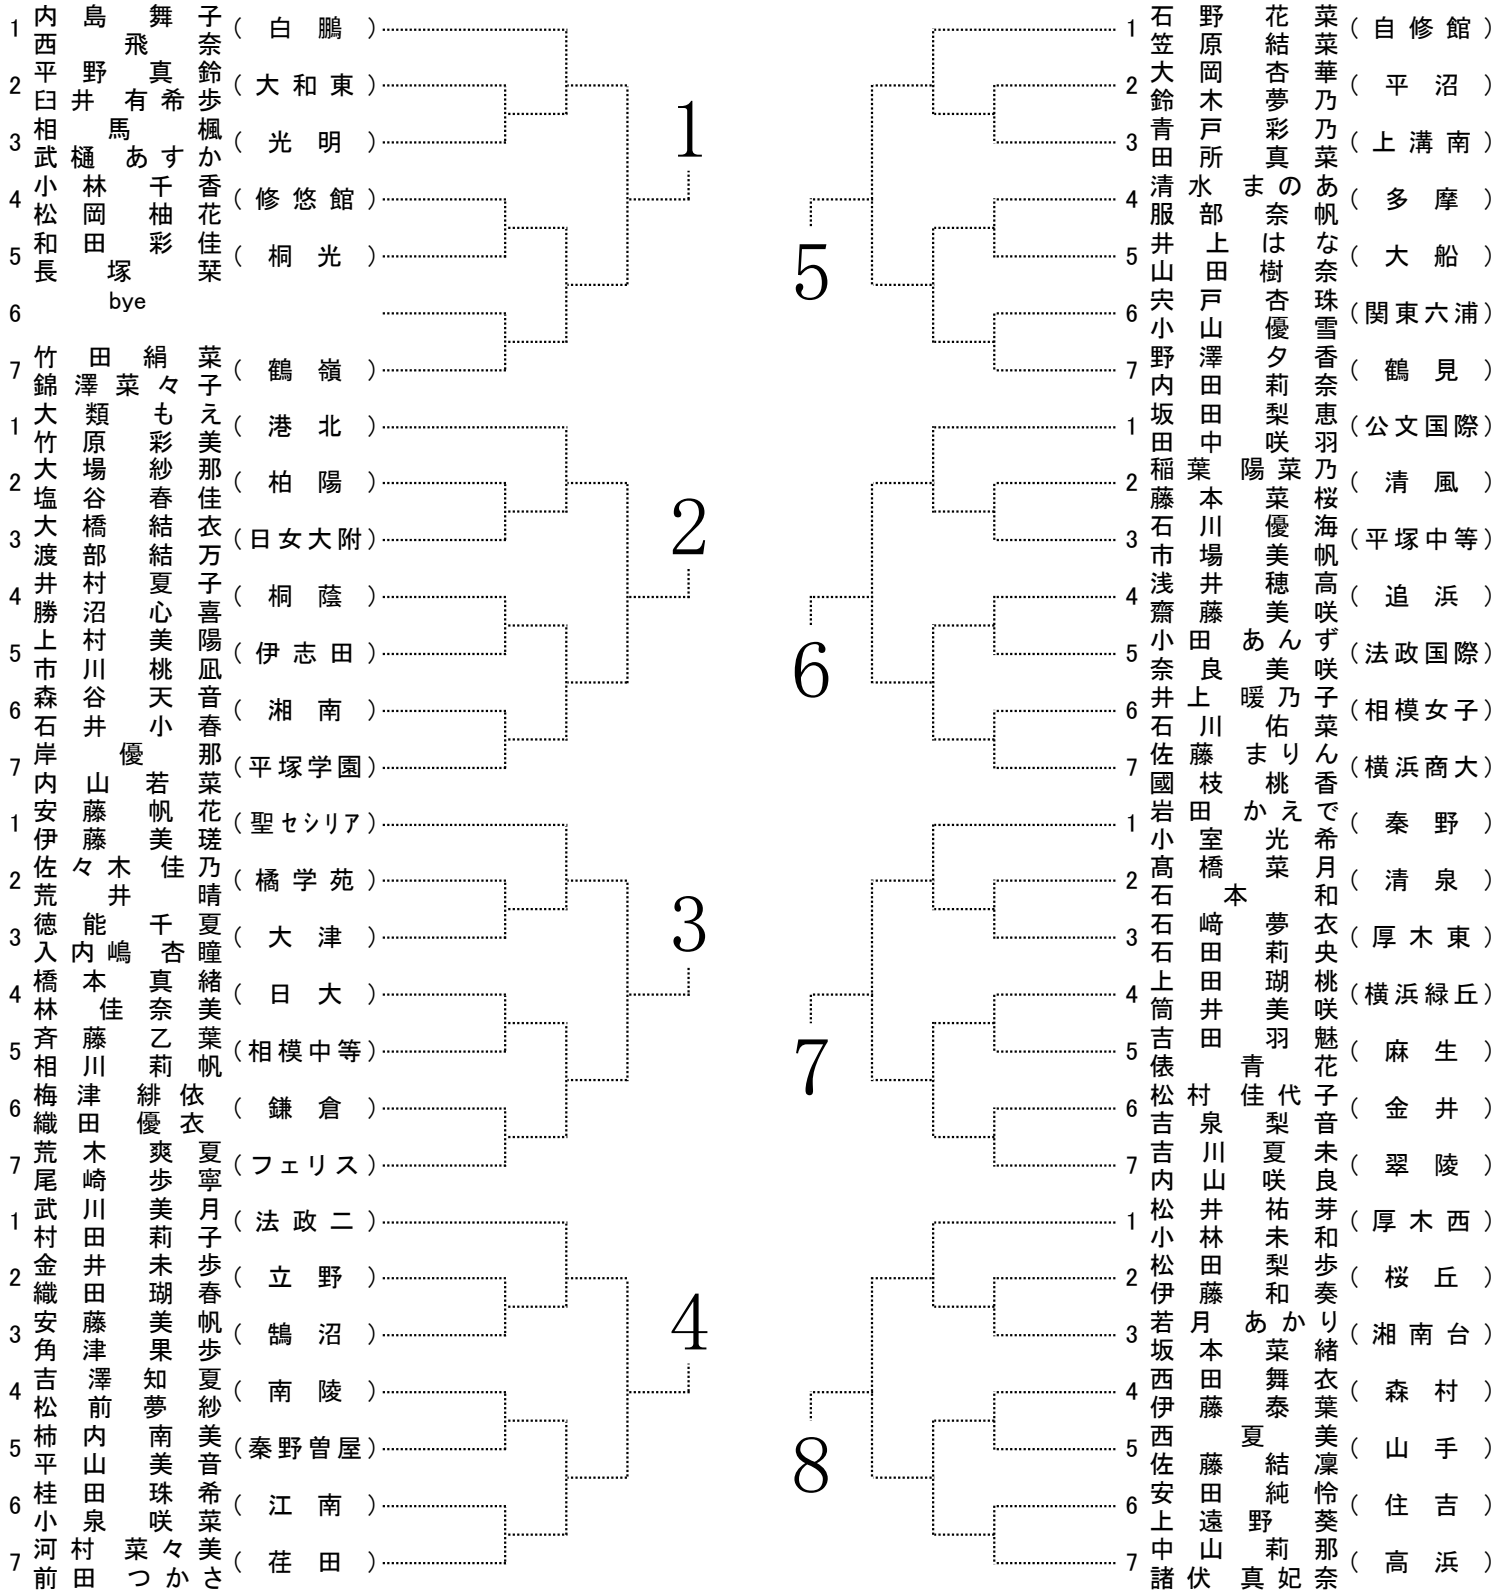 1 内島舞子 (白鵬)
西飛奈
2 平野真鈴 (大和東)
臼井有希歩
3 相馬楓 (光明)
武樋あすか
4 小林千香 (修悠館)
松岡柚花
5 和田彩佳 (桐光)
長塚栞
6 bye
7 竹田絹菜 (鶴嶺)
錦澤菜々子
1
1 大類もえ (港北)
竹原彩美
2 大場紗那 (柏陽)
塩谷春佳
3 大橋結衣 (日女大附)
渡部結万
4 井村夏子 (桐蔭)
勝沼心喜
5 上村美陽 (伊志田)
市川桃凪
6 森谷天音 (湘南)
石井小春
7 岸優那 (平塚学園)
内山若菜
2
1 安藤帆花 (聖セシリア)
伊藤美瑳
2 佐々木佳乃 (橘学苑)
荒井晴
3 徳能千夏 (大津)
入内嶋杏瞳
4 橋本真緒 (日大)
林佳奈美
5 斉藤乙葉 (相模中等)
相川莉帆
6 梅津緋依 (鎌倉)
織田優衣
7 荒木爽夏 (フェリス)
尾崎歩寧
3
1 武川美月 (法政二)
村田莉子
2 金井未歩 (立野)
織田瑚春
3 安藤美帆 (鵠沼)
角津果歩
4 吉澤知夏 (南陵)
松前夢紗
5 柿内南美 (秦野曽屋)
平山美音
6 桂田珠希 (江南)
小泉咲菜
7 河村菜々美 (荏田)
前田つかさ
4
1 石野花菜 (自修館)
笠原結菜
2 大岡杏華 (平沼)
鈴木夢乃
3 青戸彩乃 (上溝南)
田所真菜
4 清水まのあ (多摩)
服部奈帆
5 井上はな (大船)
山田樹奈
6 宍戸杏珠 (関東六浦)
小山優雪
7 野澤夕香 (鶴見)
内田莉奈
5
1 坂田梨恵 (公文国際)
田中咲羽
2 稲葉陽菜乃 (清風)
藤本菜桜
3 石川優海 (平塚中等)
市場美帆
4 浅井穂高 (追浜)
齋藤美咲
5 小田あんず (法政国際)
奈良美咲
6 井上暖乃子 (相模女子)
石川佑菜
7 佐藤まりん (横浜商大)
國枝桃香
6
1 岩田かえで (秦野)
小室光希
2 髙橋菜月 (清泉)
石本和
3 石﨑夢衣 (厚木東)
石田莉央
4 上田瑚桃 (横浜緑丘)
筒井美咲
5 吉田羽魅 (麻生)
俵青花
6 松村佳代子 (金井)
吉泉梨音
7 吉川夏未 (翠陵)
内山咲良
7
1 松井祐芽 (厚木西)
小林未和
2 松田梨歩 (桜丘)
伊藤和奏
3 若月あかり (湘南台)
坂本菜緒
4 西田舞衣 (森村)
伊藤泰葉
5 西夏美 (山手)
佐藤結凜
6 安田純怜 (住吉)
上遠野葵
7 中山莉那 (高浜)
諸伏真妃奈
8